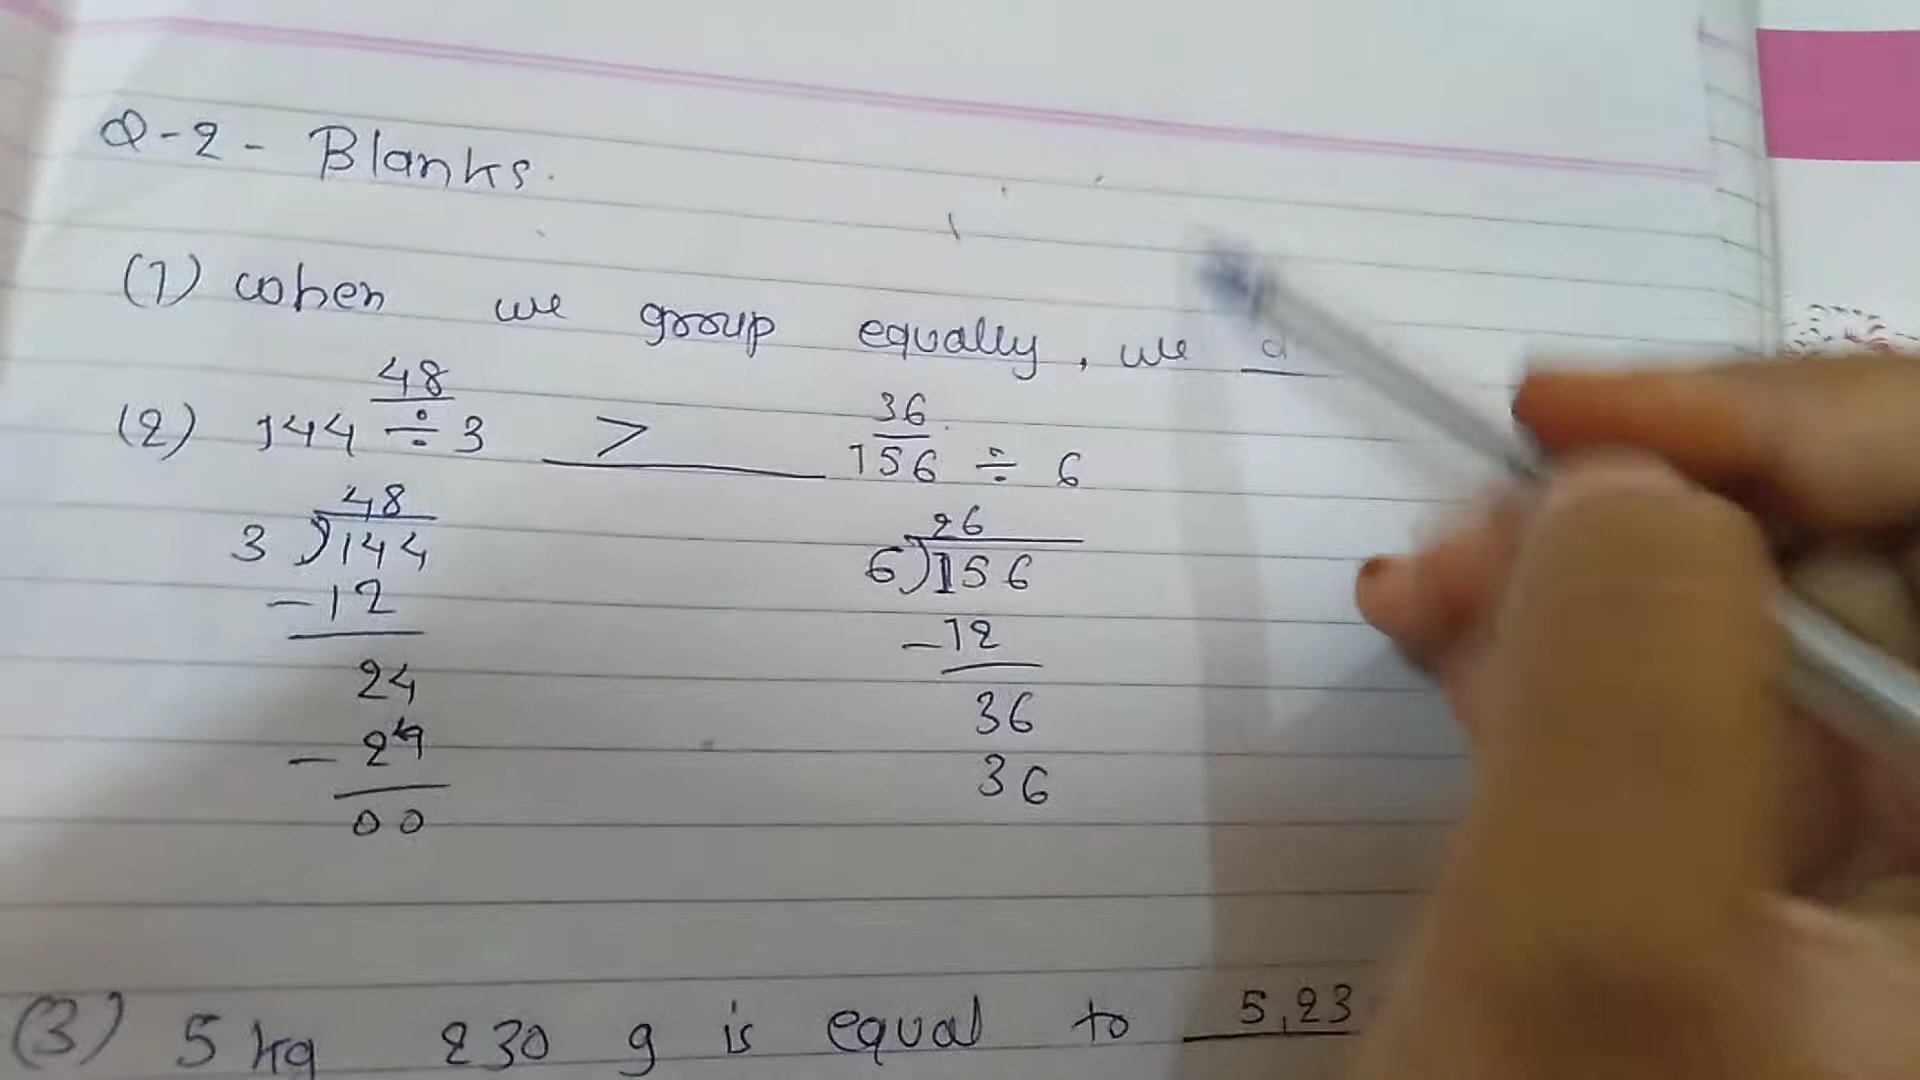 Q-2- Blanks.
(1) when we group equally, we d
48 36
(2) 144 ÷ 3 > 156 ÷ 6
48 26
3)144 6)156
-12 -12
24 36
-24 36
00
(3) 5 kg 230 g is equal to 5,23